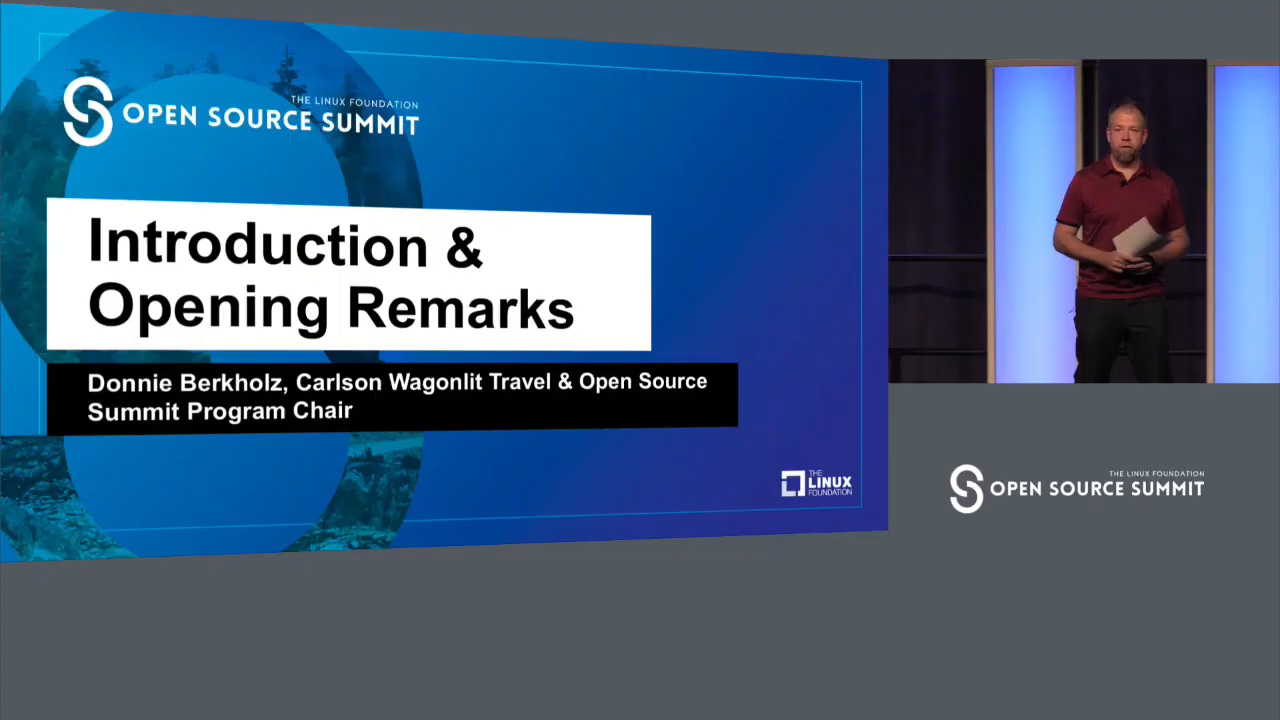 THE LINUX FOUNDATION
OPEN SOURCE SUMMIT
Introduction &
Opening Remarks
Donnie Berkholz, Carlson Wagonlit Travel & Open Source
Summit Program Chair
THE
LINUX
FOUNDATION
THE LINUX FOUNDATION
OPEN SOURCE SUMMIT